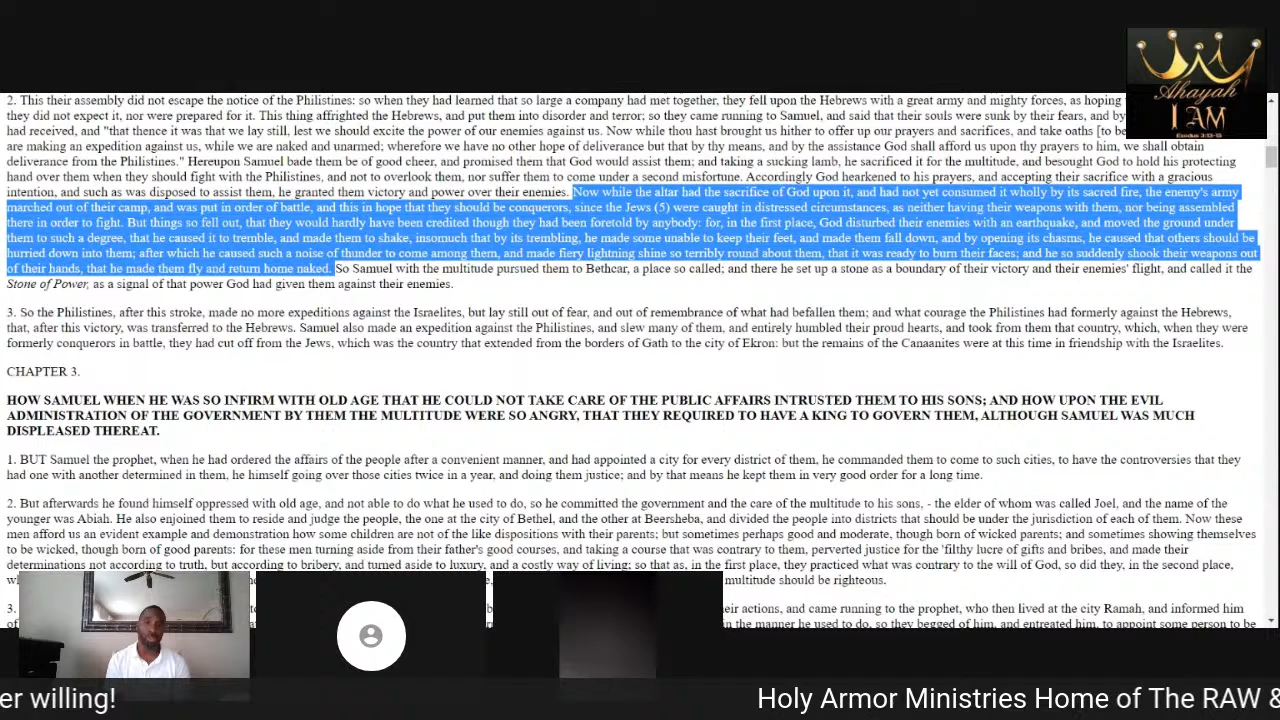 Ahayah
I AM
Exodus 3:13-15
2. This their assembly did not escape the notice of the Philistines: so when they had learned that so large a company had met together, they fell upon the Hebrews with a great army and mighty forces, as hoping
they did not expect it, nor were prepared for it. This thing affrighted the Hebrews, and put them into disorder and terror; so they came running to Samuel, and said that their souls were sunk by their fears, and by
had received, and "that thence it was that we lay still, lest we should excite the power of our enemies against us. Now while thou hast brought us hither to offer up our prayers and sacrifices, and take oaths [to be
are making an expedition against us, while we are naked and unarmed; wherefore we have no other hope of deliverance but that by thy means, and by the assistance God shall afford us upon thy prayers to him, we shall obtain
deliverance from the Philistines." Hereupon Samuel bade them be of good cheer, and promised them that God would assist them; and taking a sucking lamb, he sacrificed it for the multitude, and besought God to hold his protecting
hand over them when they should fight with the Philistines, and not to overlook them, nor suffer them to come under a second misfortune. Accordingly God hearkened to his prayers, and accepting their sacrifice with a gracious
intention, and such as was disposed to assist them, he granted them victory and power over their enemies. Now while the altar had the sacrifice of God upon it, and had not yet consumed it wholly by its sacred fire, the enemy's army
marched out of their camp, and was put in order of battle, and this in hope that they should be conquerors, since the Jews (5) were caught in distressed circumstances, as neither having their weapons with them, nor being assembled
there in order to fight. But things so fell out, that they would hardly have been credited though they had been foretold by anybody: for, in the first place, God disturbed their enemies with an earthquake, and moved the ground under
them to such a degree, that he caused it to tremble, and made them to shake, insomuch that by its trembling, he made some unable to keep their feet, and made them fall down, and by opening its chasms, he caused that others should be
hurried down into them; after which he caused such a noise of thunder to come among them, and made fiery lightning shine so terribly round about them, that it was ready to burn their faces; and he so suddenly shook their weapons out
of their hands, that he made them fly and return home naked. So Samuel with the multitude pursued them to Bethcar, a place so called; and there he set up a stone as a boundary of their victory and their enemies' flight, and called it the
Stone of Power, as a signal of that power God had given them against their enemies.
3. So the Philistines, after this stroke, made no more expeditions against the Israelites, but lay still out of fear, and out of remembrance of what had befallen them; and what courage the Philistines had formerly against the Hebrews,
that, after this victory, was transferred to the Hebrews. Samuel also made an expedition against the Philistines, and slew many of them, and entirely humbled their proud hearts, and took from them that country, which, when they were
formerly conquerors in battle, they had cut off from the Jews, which was the country that extended from the borders of Gath to the city of Ekron: but the remains of the Canaanites were at this time in friendship with the Israelites.
CHAPTER 3.
HOW SAMUEL WHEN HE WAS SO INFIRM WITH OLD AGE THAT HE COULD NOT TAKE CARE OF THE PUBLIC AFFAIRS INTRUSTED THEM TO HIS SONS; AND HOW UPON THE EVIL
ADMINISTRATION OF THE GOVERNMENT BY THEM THE MULTITUDE WERE SO ANGRY, THAT THEY REQUIRED TO HAVE A KING TO GOVERN THEM, ALTHOUGH SAMUEL WAS MUCH
DISPLEASED THEREAT.
1. BUT Samuel the prophet, when he had ordered the affairs of the people after a convenient manner, and had appointed a city for every district of them, he commanded them to come to such cities, to have the controversies that they
had one with another determined in them, he himself going over those cities twice in a year, and doing them justice; and by that means he kept them in very good order for a long time.
2. But afterwards he found himself oppressed with old age, and not able to do what he used to do, so he committed the government and the care of the multitude to his sons, - the elder of whom was called Joel, and the name of the
younger was Abiah. He also enjoined them to reside and judge the people, the one at the city of Bethel, and the other at Beersheba, and divided the people into districts that should be under the jurisdiction of each of them. Now these
men afford us an evident example and demonstration how some children are not of the like dispositions with their parents; but sometimes perhaps good and moderate, though born of wicked parents; and sometimes showing themselves
to be wicked, though born of good parents: for these men turning aside from their father's good courses, and taking a course that was contrary to them, perverted justice for the 'filthy lucre of gifts and bribes, and made their
determinations not according to truth, but according to bribery, and turned aside to luxury, and a costly way of living; so that as, in the first place, they practiced what was contrary to the will of God, so did they, in the second place,
multitude should be righteous.
3. eir actions, and came running to the prophet, who then lived at the city Ramah, and informed him
in the manner he used to do, so they begged of him, and entreated him, to appoint some person to be
er willing! Holy Armor Ministries Home of The RAW &